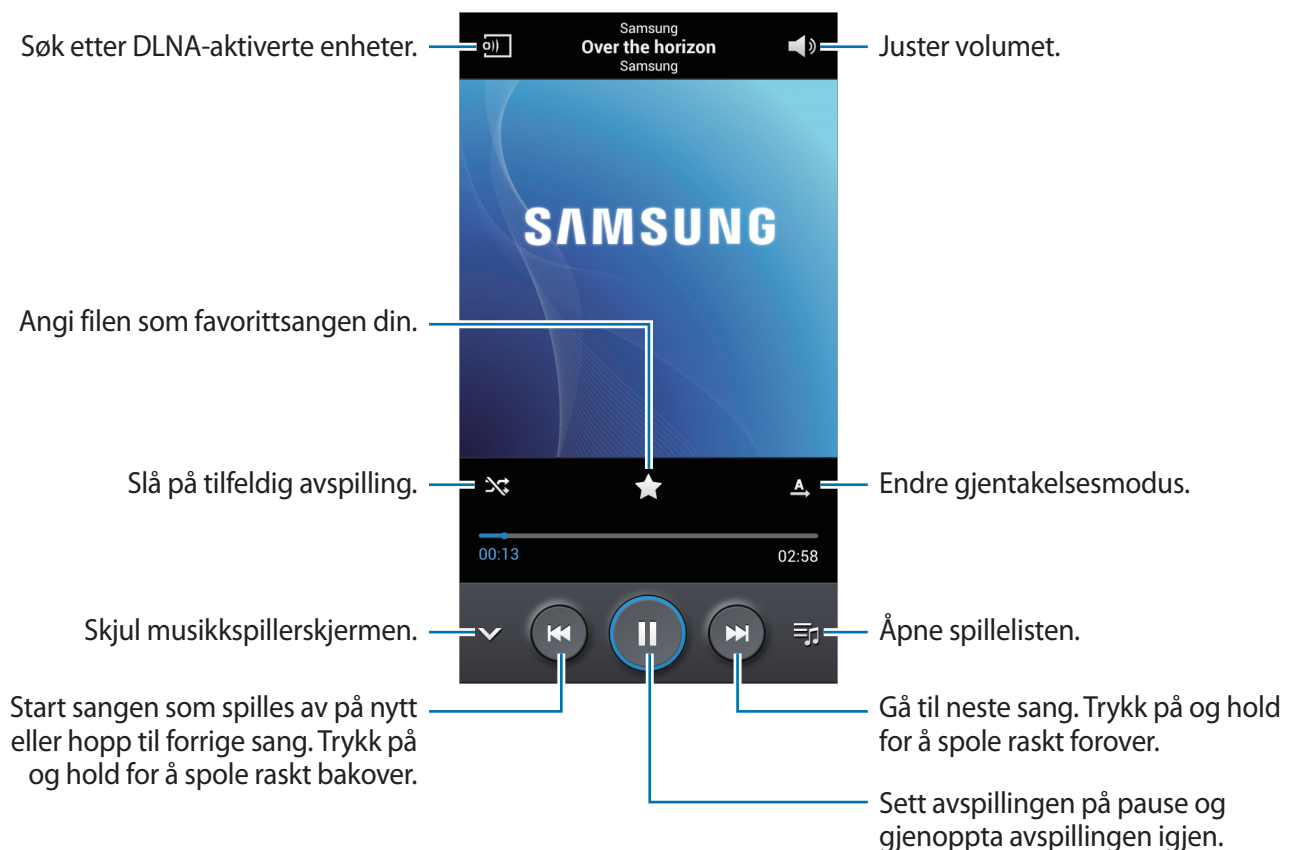 Søk etter DLNA-aktiverte enheter.
Samsung
Over the horizon
Samsung
Juster volumet.
SAMSUNG
Angi filen som favorittsangen din.
Slå på tilfeldig avspilling.
A
Endre gjentakelsesmodus.
00:13
02:58
Skjul musikkspillerskjermen.
Åpne spillelisten.
Start sangen som spilles av på nytt
eller hopp til forrige sang. Trykk på
og hold for å spole raskt bakover.
Gå til neste sang. Trykk på og hold
for å spole raskt forover.
Sett avspillingen på pause og
gjenoppta avspillingen igjen.